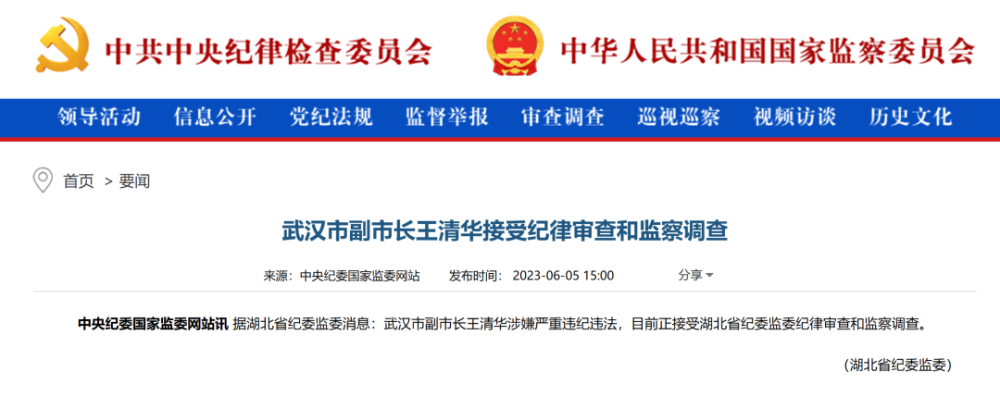 中共中央纪律检查委员会 中华人民共和国国家监察委员会
领导活动 信息公开 党纪法规 监督举报 审查调查 巡视巡察 视频访谈 历史文化
首页 > 要闻
武汉市副市长王清华接受纪律审查和监察调查
来源：中央纪委国家监委网站 发布时间：2023-06-05 15:00 分享
中央纪委国家监委网站讯 据湖北省纪委监委消息：武汉市副市长王清华涉嫌严重违纪违法，目前正接受湖北省纪委监委纪律审查和监察调查。
（湖北省纪委监委）